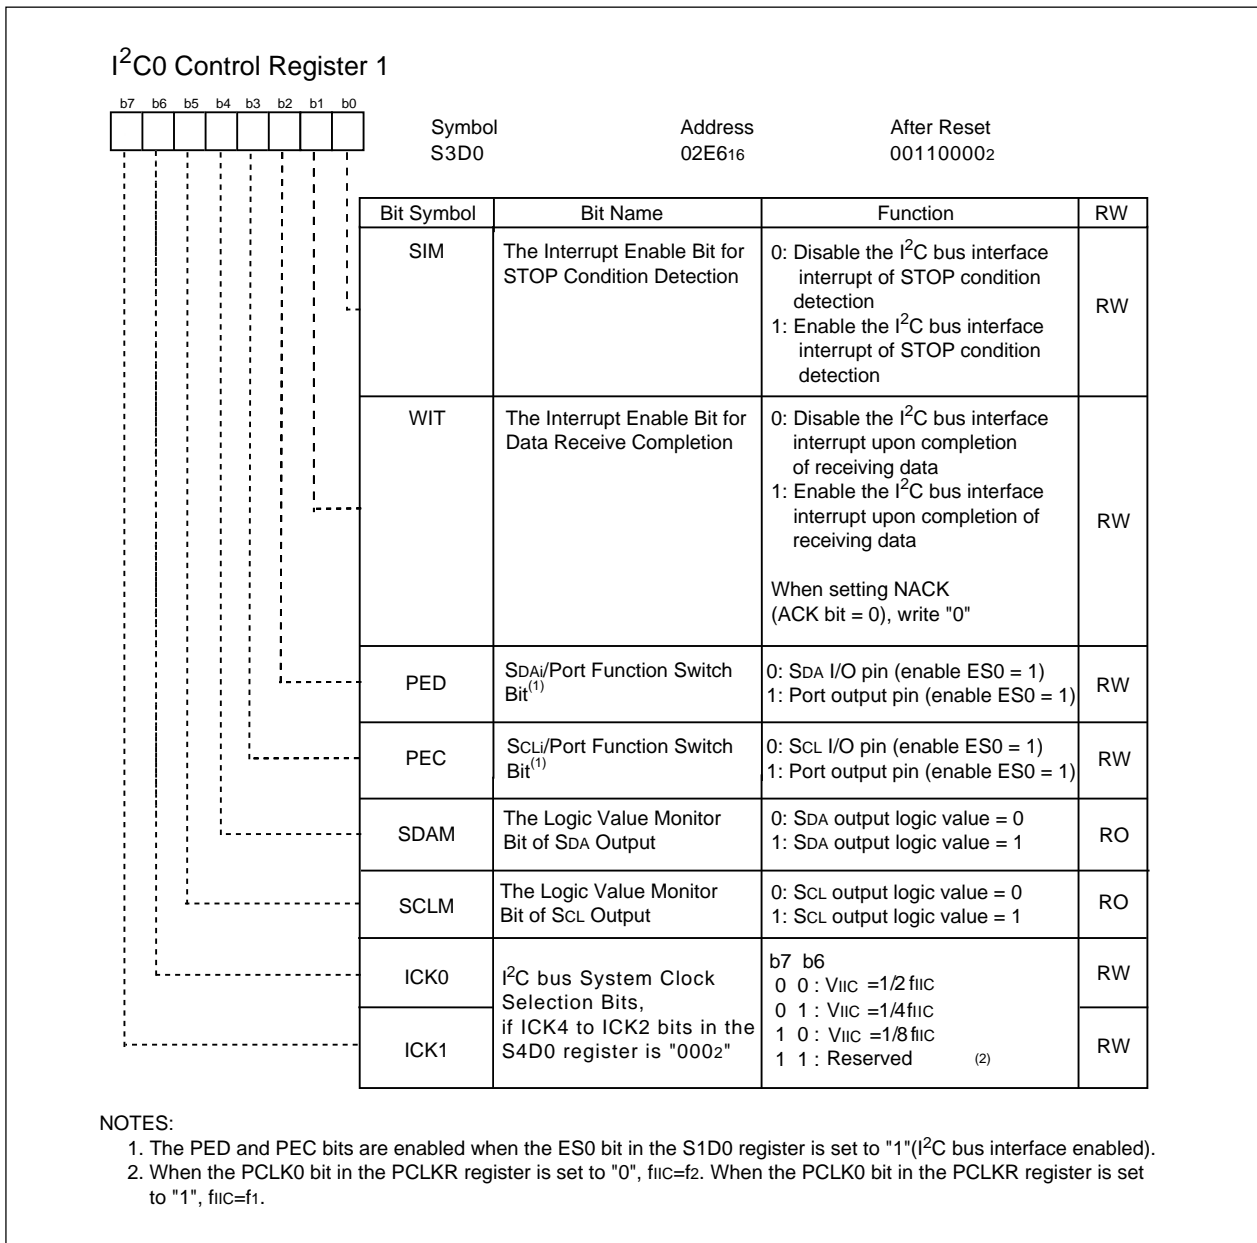 I²C0 Control Register 1
b7 b6 b5 b4 b3 b2 b1 b0
Symbol Address After Reset
S3D0 02E616 001100002
Bit Symbol Bit Name Function RW
SIM
The Interrupt Enable Bit for
STOP Condition Detection
0: Disable the I²C bus interface
interrupt of STOP condition
detection
1: Enable the I²C bus interface
interrupt of STOP condition
detection
RW
WIT
The Interrupt Enable Bit for
Data Receive Completion
0: Disable the I²C bus interface
interrupt upon completion
of receiving data
1: Enable the I²C bus interface
interrupt upon completion of
receiving data
When setting NACK
(ACK bit = 0), write "0"
RW
PED
SDAi/Port Function Switch
Bit(1)
0: SDA I/O pin (enable ES0 = 1)
1: Port output pin (enable ES0 = 1)
RW
PEC
SCLi/Port Function Switch
Bit(1)
0: SCL I/O pin (enable ES0 = 1)
1: Port output pin (enable ES0 = 1)
RW
SDAM
The Logic Value Monitor
Bit of SDA Output
0: SDA output logic value = 0
1: SDA output logic value = 1
RO
SCLM
The Logic Value Monitor
Bit of SCL Output
0: SCL output logic value = 0
1: SCL output logic value = 1
RO
ICK0
ICK1
I²C bus System Clock
Selection Bits,
if ICK4 to ICK2 bits in the
S4D0 register is "0002"
b7 b6
0 0 : VIIC =1/2 fIIC
0 1 : VIIC =1/4 fIIC
1 0 : VIIC =1/8 fIIC
1 1 : Reserved (2)
RW
RW
NOTES:
1. The PED and PEC bits are enabled when the ES0 bit in the S1D0 register is set to "1"(I²C bus interface enabled).
2. When the PCLK0 bit in the PCLKR register is set to "0", fIIC=f2. When the PCLK0 bit in the PCLKR register is set
to "1", fIIC=f1.